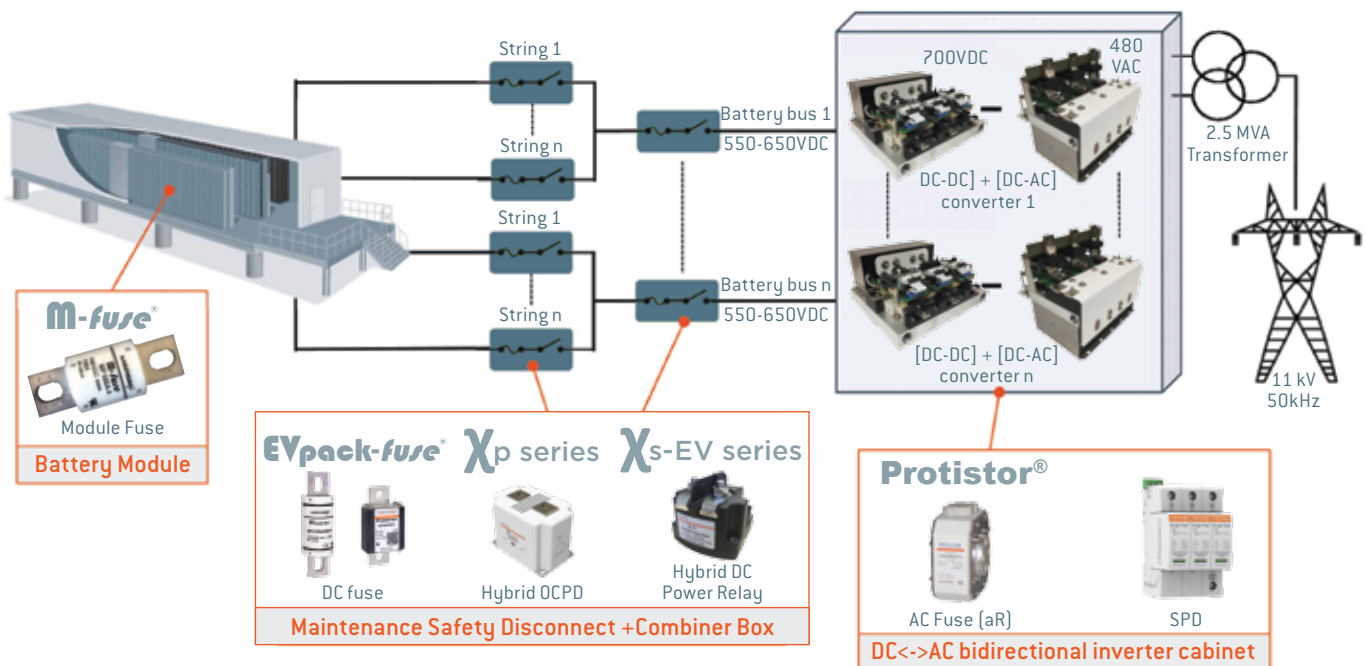 String 1
String n
String 1
String n
Battery bus 1
550-650VDC
Battery bus n
550-650VDC
700VDC
480
VAC
DC-DC] + [DC-AC]
converter 1
[DC-DC] + [DC-AC]
converter n
2.5 MVA
Transformer
11 kV
50kHz
M-fuse®
Module Fuse
Battery Module
EVpack-fuse®
Xp series
Xs-EV series
DC fuse
Hybrid OCPD
Hybrid DC
Power Relay
Maintenance Safety Disconnect +Combiner Box
Protistor®
AC Fuse (aR)
SPD
DC<->AC bidirectional inverter cabinet